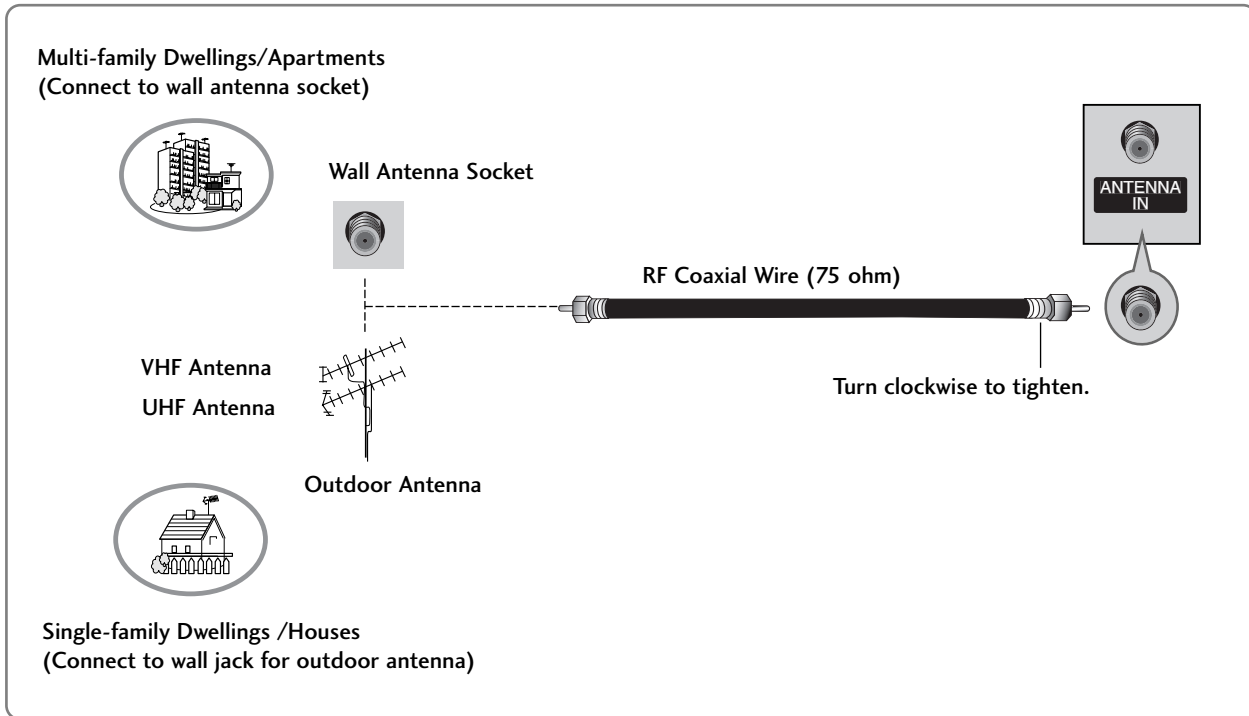 Multi-family Dwellings/Apartments
(Connect to wall antenna socket)
Wall Antenna Socket
ANTENNA
IN
RF Coaxial Wire (75 ohm)
VHF Antenna
UHF Antenna
Turn clockwise to tighten.
Outdoor Antenna
Single-family Dwellings /Houses
(Connect to wall jack for outdoor antenna)